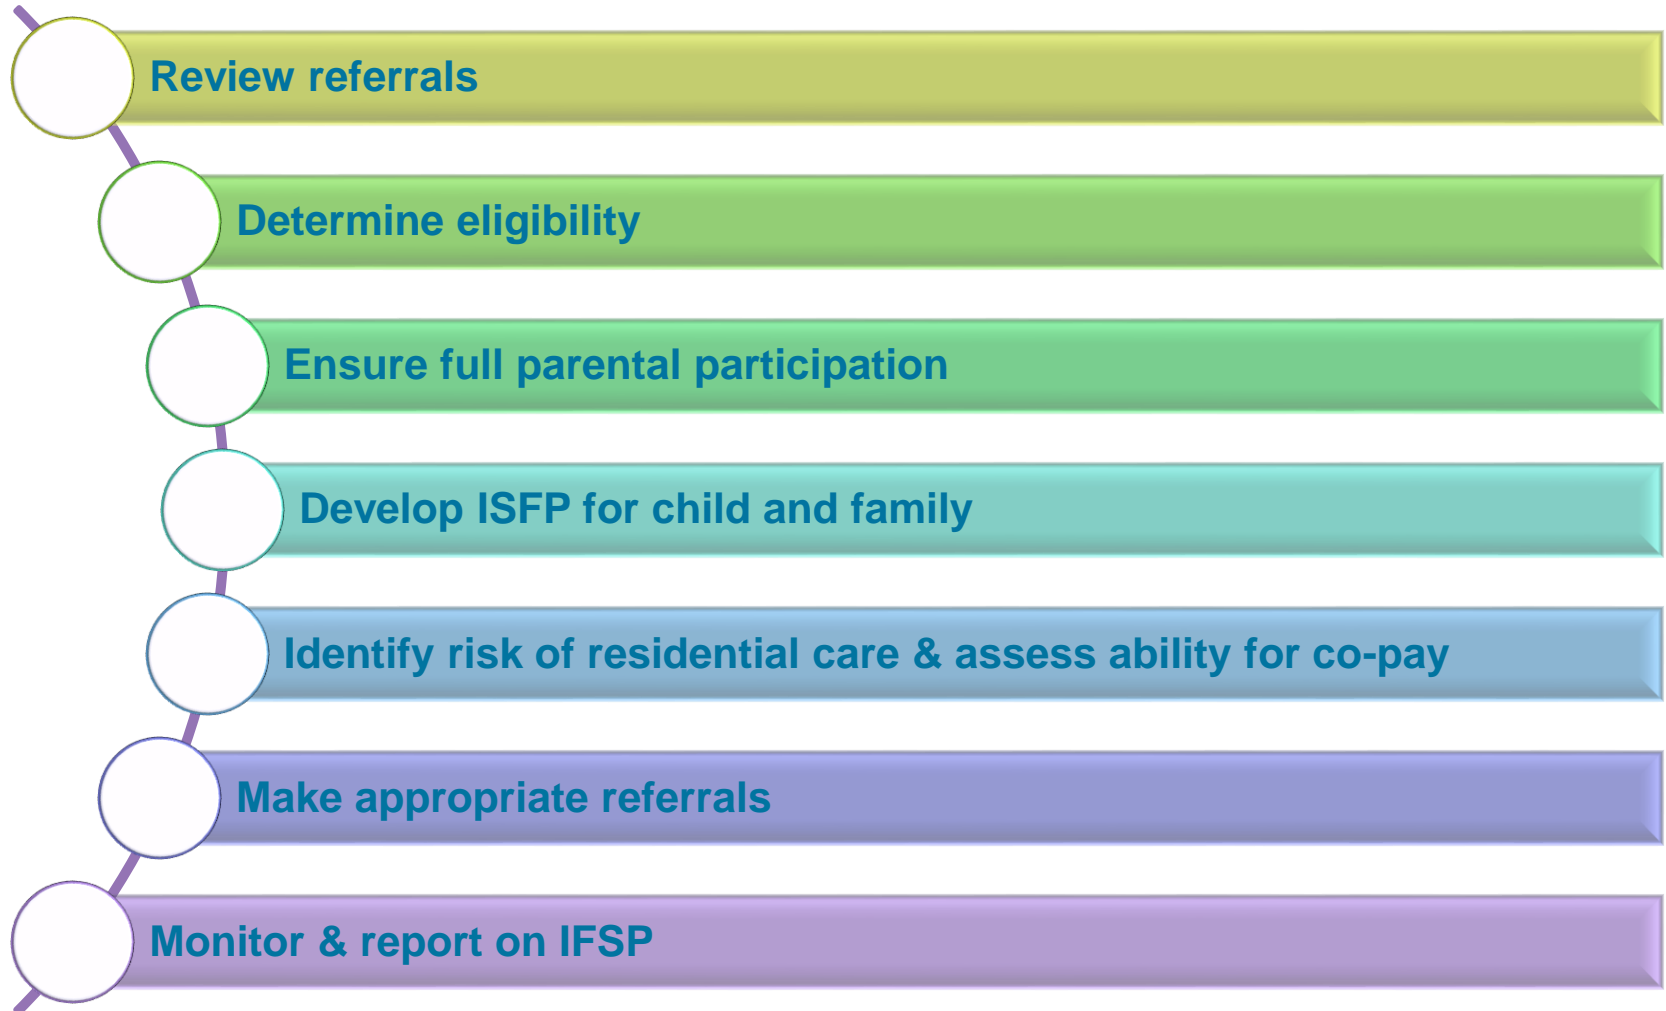 Review referrals
Determine eligibility
Ensure full parental participation
Develop ISFP for child and family
Identify risk of residential care & assess ability for co-pay
Make appropriate referrals
Monitor & report on IFSP